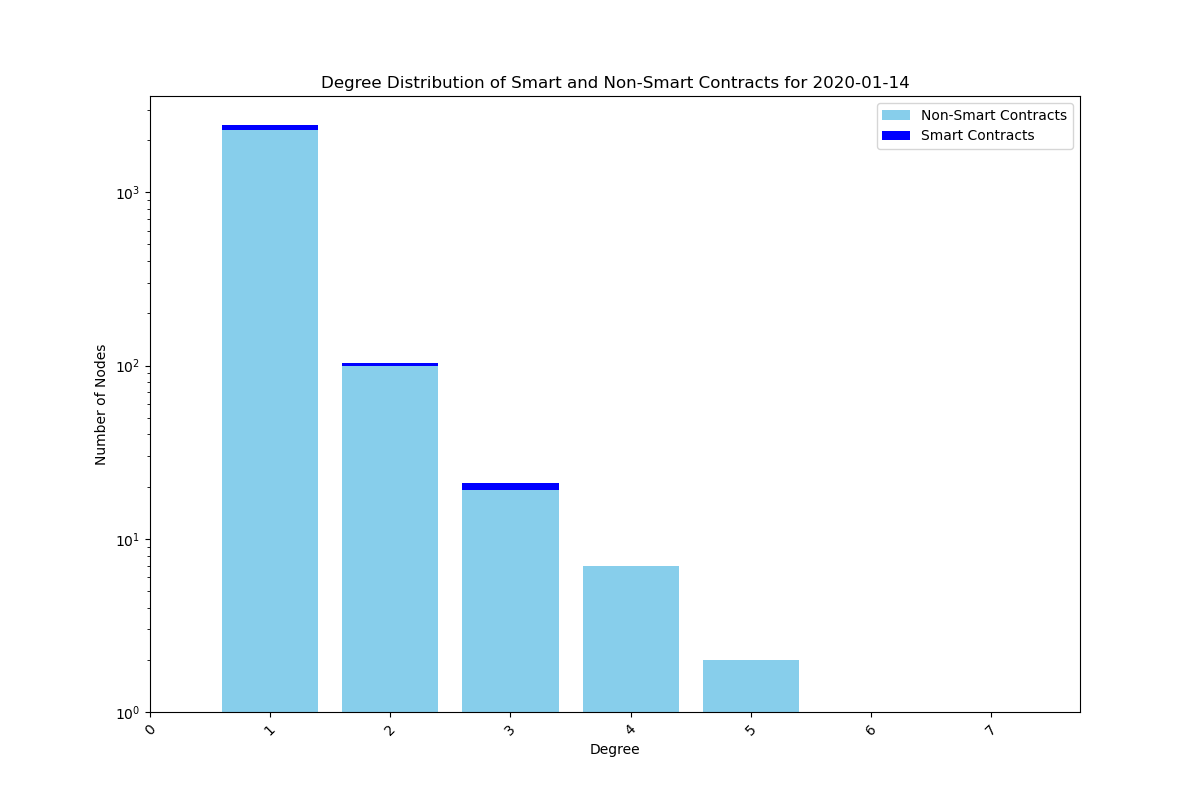 Degree Distribution of Smart and Non-Smart Contracts for 2020-01-14
Non-Smart Contracts
Smart Contracts
10³
10²
10¹
10⁰
Number of Nodes
0 1 2 3 4 5 6 7
Degree